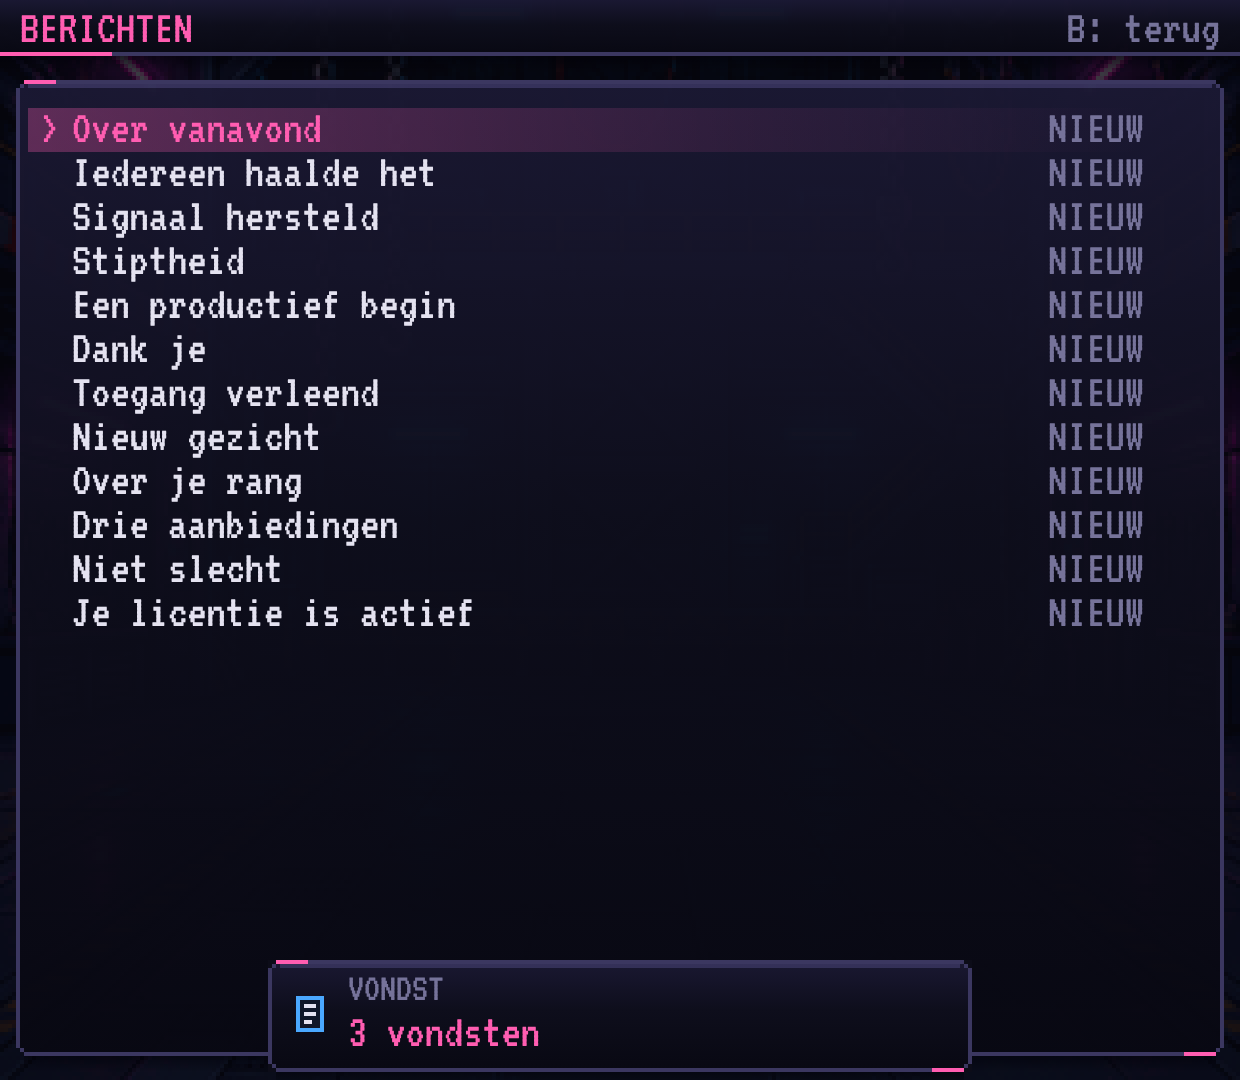 BERICHTEN
B: terug
> Over vanavond NIEUW
Iedereen haalde het NIEUW
Signaal hersteld NIEUW
Stiptheid NIEUW
Een productief begin NIEUW
Dank je NIEUW
Toegang verleend NIEUW
Nieuw gezicht NIEUW
Over je rang NIEUW
Drie aanbiedingen NIEUW
Niet slecht NIEUW
Je licentie is actief NIEUW
VONDST
3 vondsten